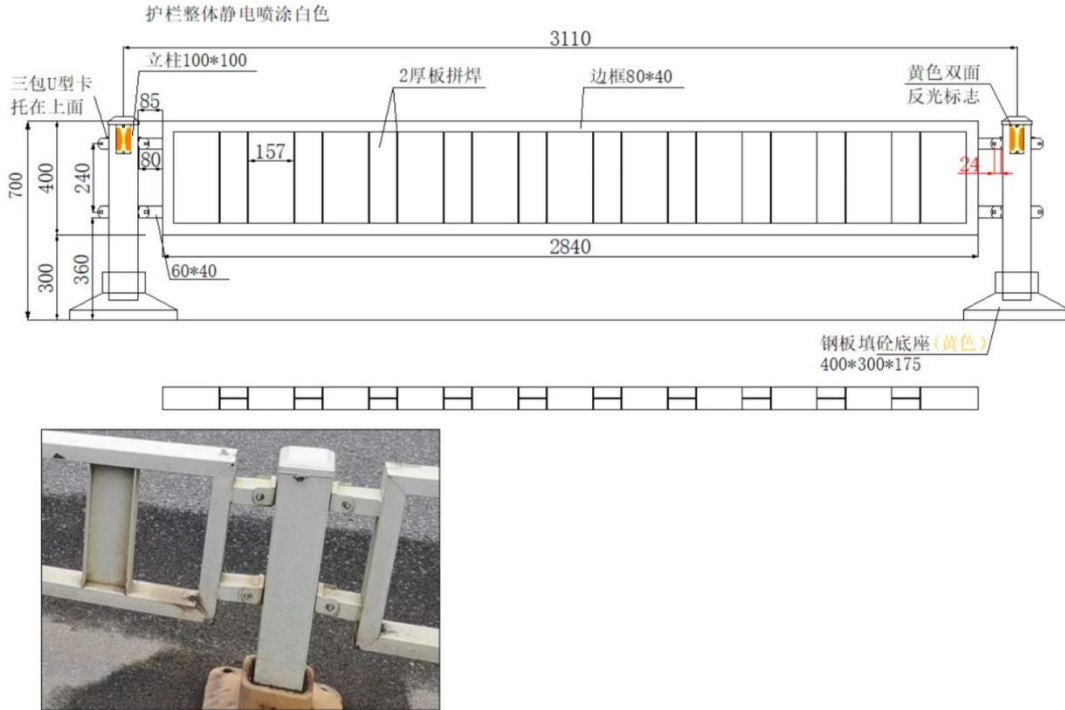 护栏整体静电喷涂白色
3110
三包U型卡
托在上面
立柱100*100
2厚板拼焊
边框80*40
黄色双面
反光标志
85
80
157
24
700
400
240
300
360
60*40
2840
钢板填砼底座(黄色)
400*300*175